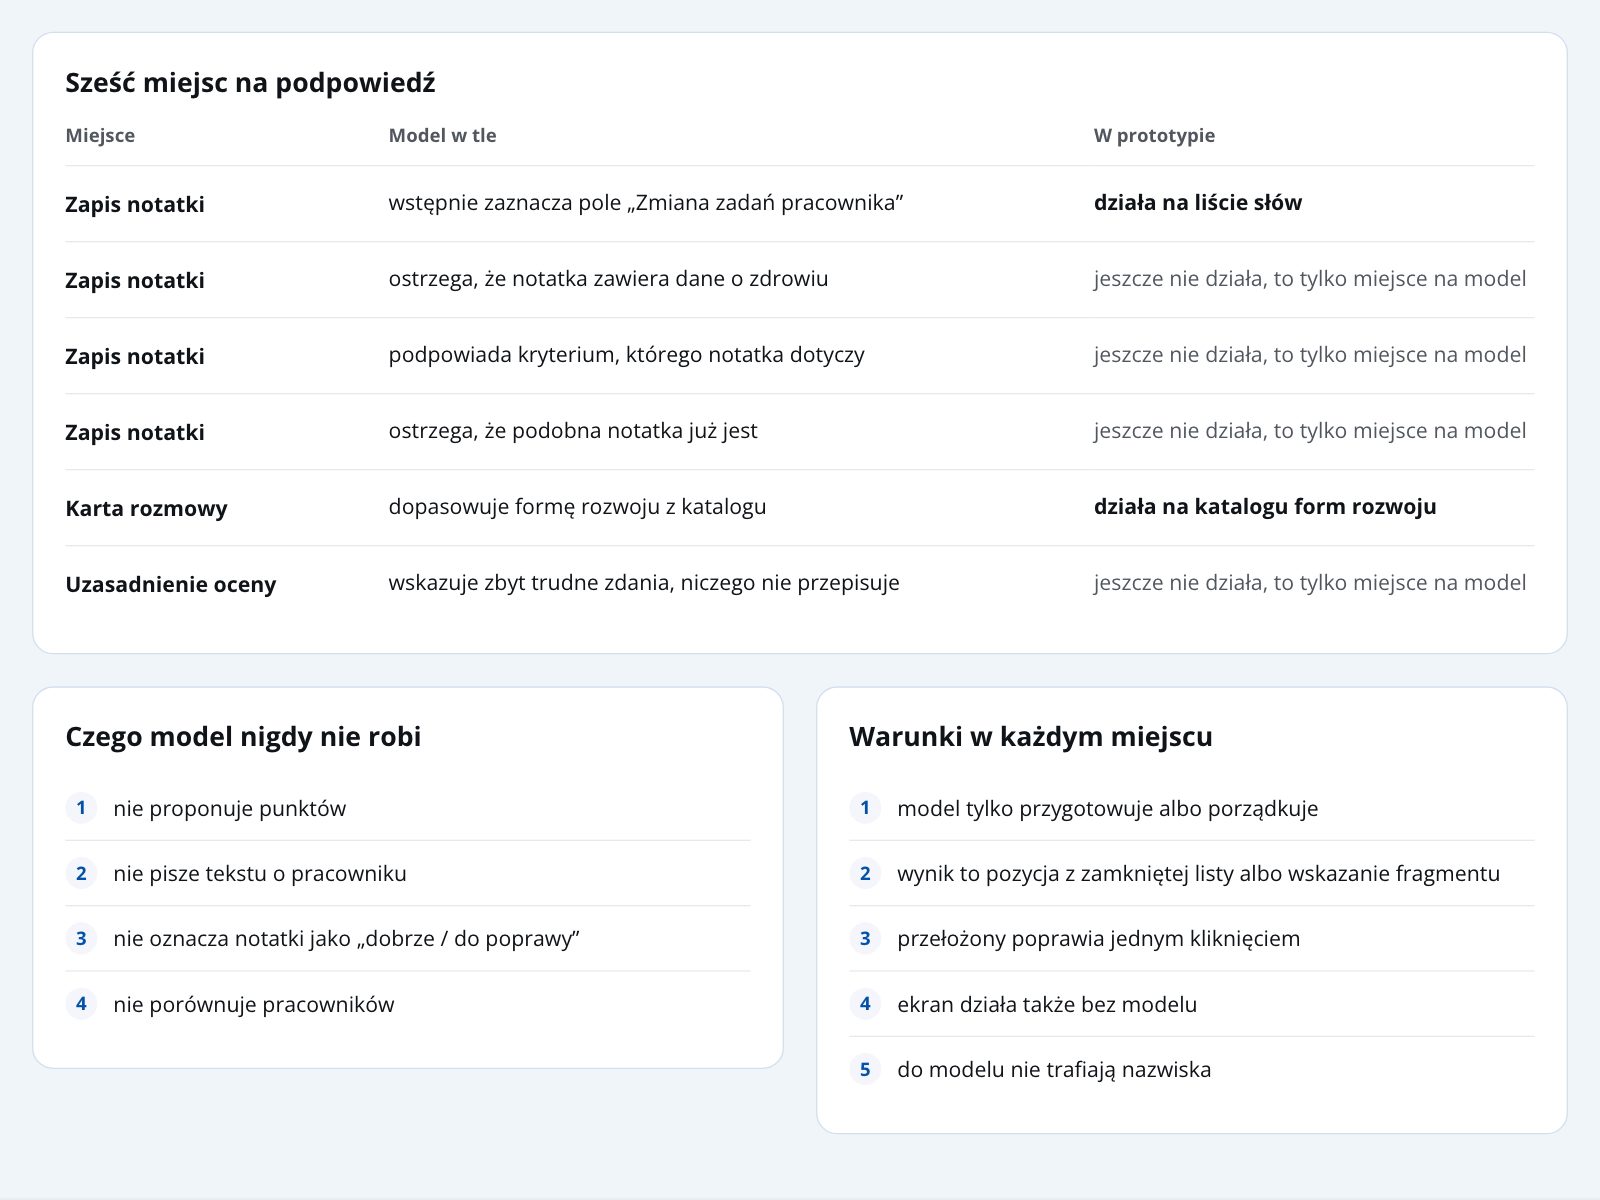 Sześć miejsc na podpowiedź
Miejsce Model w tle W prototypie
Zapis notatki wstępnie zaznacza pole „Zmiana zadań pracownika” działa na liście słów
Zapis notatki ostrzega, że notatka zawiera dane o zdrowiu jeszcze nie działa, to tylko miejsce na model
Zapis notatki podpowiada kryterium, którego notatka dotyczy jeszcze nie działa, to tylko miejsce na model
Zapis notatki ostrzega, że podobna notatka już jest jeszcze nie działa, to tylko miejsce na model
Karta rozmowy dopasowuje formę rozwoju z katalogu działa na katalogu form rozwoju
Uzasadnienie oceny wskazuje zbyt trudne zdania, niczego nie przepisuje jeszcze nie działa, to tylko miejsce na model
Czego model nigdy nie robi
1 nie proponuje punktów
2 nie pisze tekstu o pracowniku
3 nie oznacza notatki jako „dobrze / do poprawy”
4 nie porównuje pracowników
Warunki w każdym miejscu
1 model tylko przygotowuje albo porządkuje
2 wynik to pozycja z zamkniętej listy albo wskazanie fragmentu
3 przełożony poprawia jednym kliknięciem
4 ekran działa także bez modelu
5 do modelu nie trafiają nazwiska